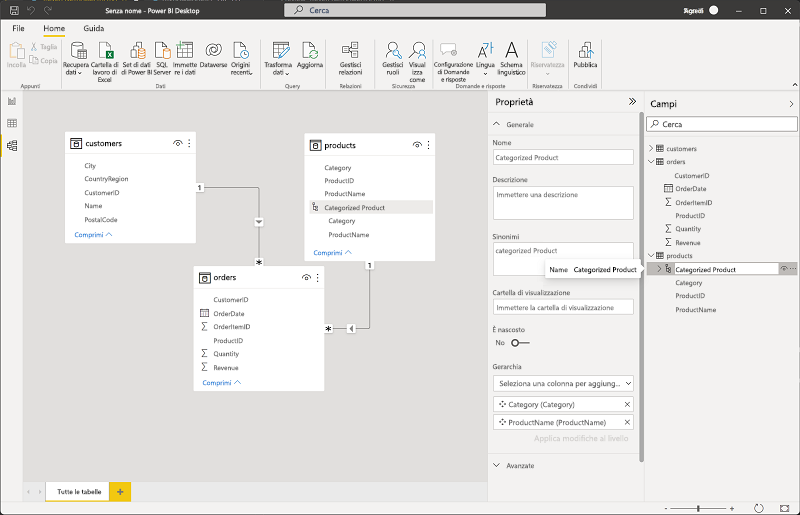 Senza nome - Power BI Desktop
Cerca
Agredi
File
Home
Guida
Incolla
Taglia
Copia
Appunti
Recupera dati
Cartella di lavoro di Excel
Set di dati di Power BI
SQL Server
Immettere i dati
Dataverse
Origini recenti
Dati
Trasforma dati
Aggiorna
Query
Gestisci relazioni
Relazioni
Gestisci ruoli
Visualizza come
Sicurezza
Configurazione di Domande e risposte
Lingua
Schema linguistico
Domande e risposte
Riservatezza
Riservatezza
Pubblica
Condividi
customers
City
CountryRegion
CustomerID
Name
PostalCode
Comprimi
1
*
products
Category
ProductID
ProductName
Categorized Product
Category
ProductName
Comprimi
1
*
orders
CustomerID
OrderDate
OrderItemID
ProductID
Quantity
Revenue
Comprimi
Proprietà
Generale
Nome
Categorized Product
Descrizione
Immettere una descrizione
Sinonimi
categorized Product
Name Categorized Product
Cartella di visualizzazione
Immettere la cartella di visualizzazione
È nascosto
No
Gerarchia
Seleziona una colonna per aggiung...
Category (Category)
ProductName (ProductName)
Applica modifiche al livello
Avanzate
Campi
Cerca
customers
orders
CustomerID
OrderDate
OrderItemID
ProductID
Quantity
Revenue
products
Categorized Product
Category
ProductID
ProductName
Tutte le tabelle